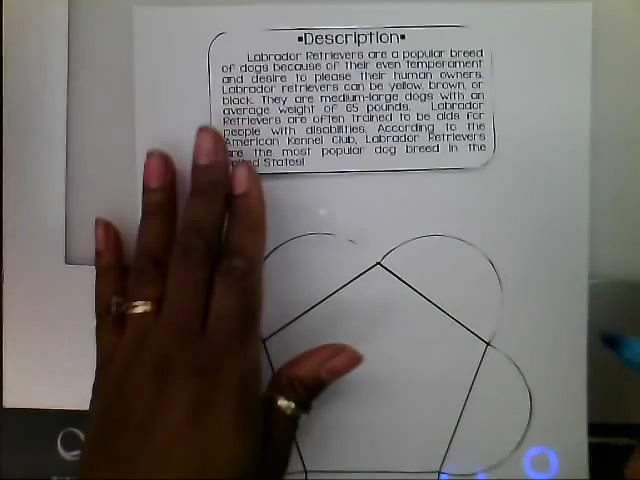 ▪Description▪
Labrador Retrievers are a popular breed
of dogs because of their even temperament
and desire to please their human owners.
Labrador retrievers can be yellow, brown, or
black. They are medium-large dogs with an
average weight of 65 pounds. Labrador
Retrievers are often trained to be aids for
people with disabilities. According to the
American Kennel Club, Labrador Retrievers
are the most popular dog breed in the
States!